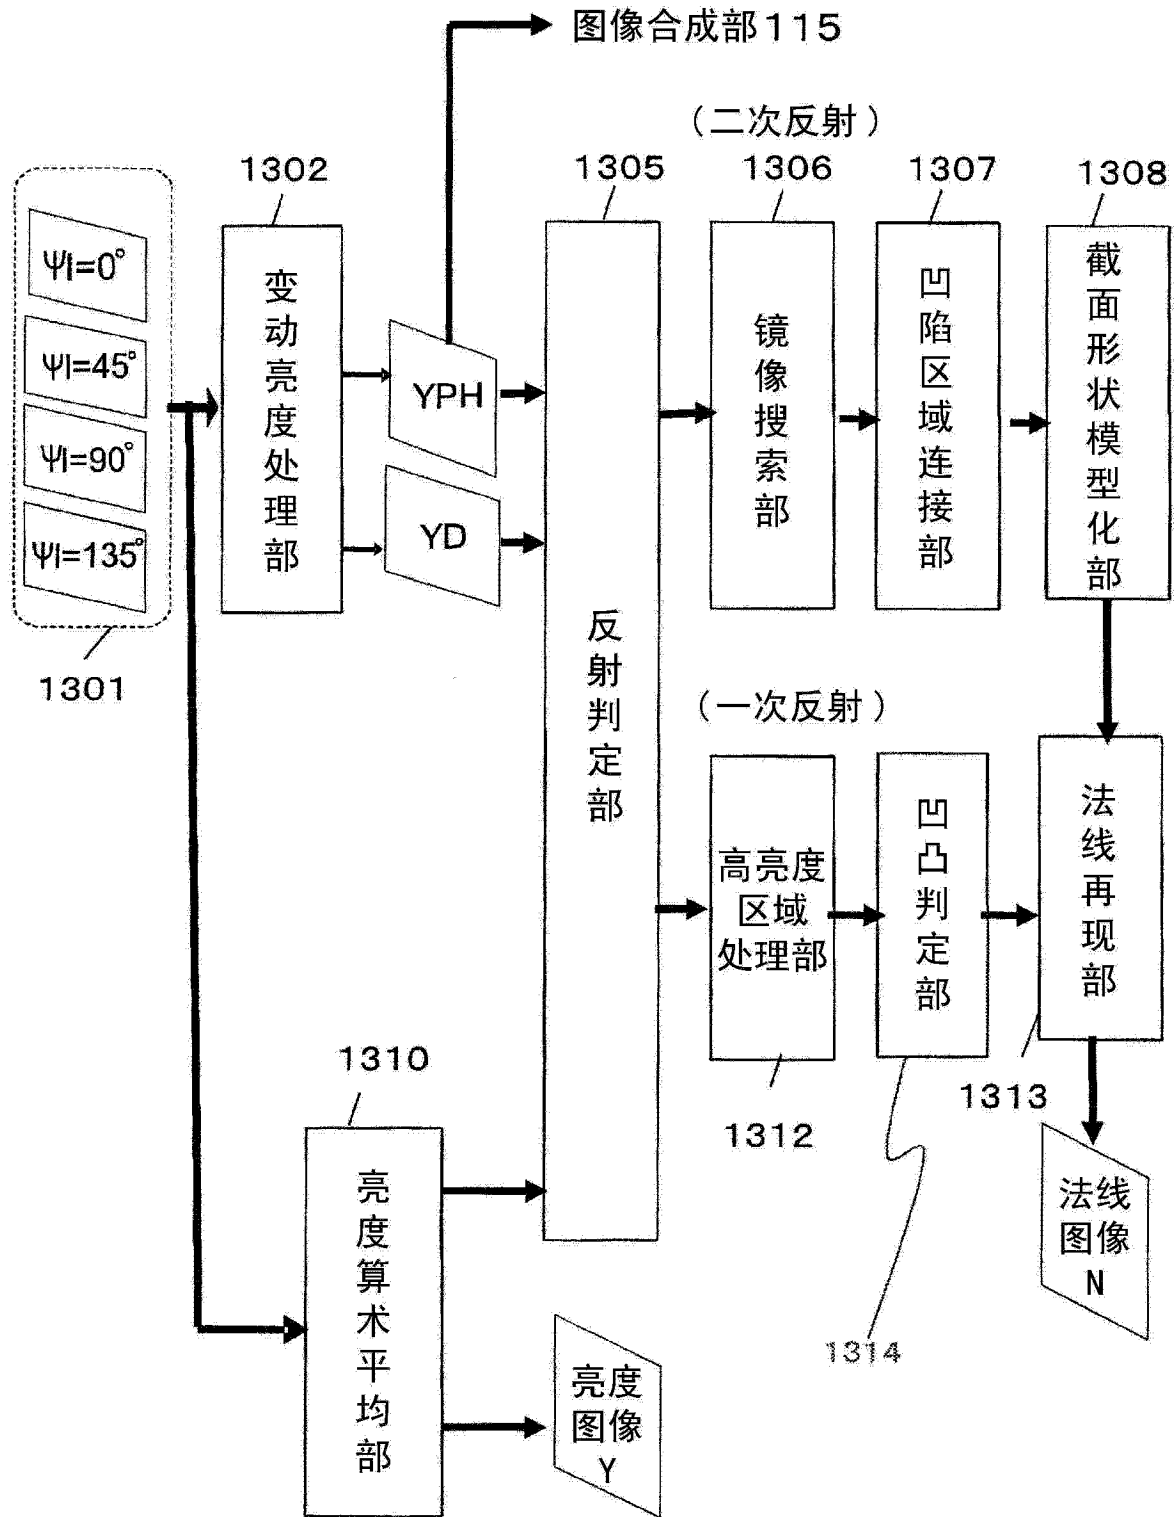 图像合成部115
（二次反射）
1302
1305
1306
1307
1308
ΨI=0°
ΨI=45°
ΨI=90°
ΨI=135°
1301
变动亮度处理部
YPH
YD
反射判定部
镜像搜索部
凹陷区域连接部
截面形状模型化部
（一次反射）
高亮度
区域
处理部
凹凸判定部
法线再现部
1312
1314
1313
1310
亮度算术平均部
法线
图像
N
亮度
图像
Y